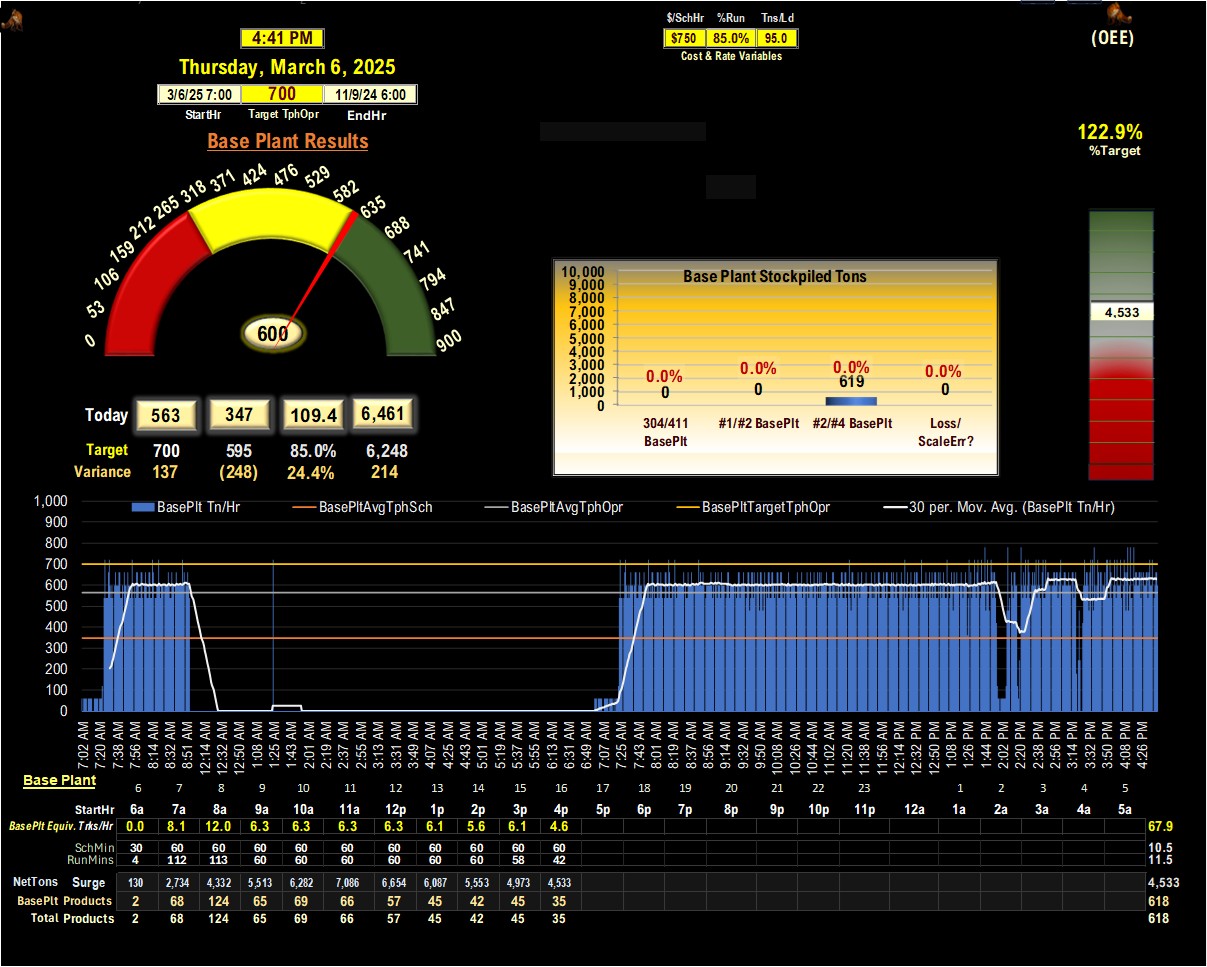 $/SchHr %Run Tns/Ld
4:41 PM $750 85.0% 95.0 (OEE)
Cost & Rate Variables
Thursday, March 6, 2025
3/6/25 7:00 700 11/9/24 6:00
StartHr Target TphOpr EndHr
122.9%
%Target
Base Plant Results
0 53 106 159 212 265 318 371 424 476 529 582 635 688 741 794 847 900
600
Base Plant Stockpiled Tons
10,000
9,000
8,000
7,000
6,000
5,000
4,000
3,000
2,000
1,000
0
0.0% 0.0% 0.0% 0.0%
0 0 619 0
304/411 BasePlt
#1/#2 BasePlt
#2/#4 BasePlt
Loss/ ScaleErr?
4,533
Today 563 347 109.4 6,461
Target 700 595 85.0% 6,248
Variance 137 (248) 24.4% 214
BasePlt Tn/Hr BasePltAvgTphSch BasePltAvgTphOpr BasePltTargetTphOpr 30 per. Mov. Avg. (BasePlt Tn/Hr)
1,000
900
800
700
600
500
400
300
200
100
0
7:02 AM 7:20 AM 7:38 AM 8:14 AM 8:32 AM 8:51 AM 12:14 AM 12:32 AM 12:50 AM 1:08 AM 1:25 AM 1:43 AM 2:01 AM 2:19 AM 2:37 AM 2:55 AM 3:13 AM 3:31 AM 3:49 AM 4:07 AM 4:25 AM 4:43 AM 5:01 AM 5:19 AM 5:37 AM 5:55 AM 6:13 AM 6:31 AM 6:49 AM 7:07 AM 7:25 AM 7:43 AM 8:01 AM 8:19 AM 8:37 AM 8:56 AM 9:14 AM 9:32 AM 9:50 AM 10:08 AM 10:26 AM 10:44 AM 11:02 AM 11:20 AM 11:38 AM 11:56 AM 12:14 PM 12:32 PM 12:50 PM 1:08 PM 1:26 PM 1:44 PM 2:02 PM 2:20 PM 2:38 PM 2:56 PM 3:14 PM 3:32 PM 3:50 PM 4:08 PM 4:26 PM
Base Plant
6 7 8 9 10 11 12 13 14 15 16 17 18 19 20 21 22 23 1 2 3 4 5
StartHr 6a 7a 8a 9a 10a 11a 12p 1p 2p 3p 4p 5p 6p 7p 8p 9p 10p 11p 12a 1a 2a 3a 4a 5a
BasePlt Equiv. Trks/Hr 0.0 8.1 12.0 6.3 6.3 6.3 6.3 6.1 5.6 6.1 4.6 67.9
SchMin 30 60 60 60 60 60 60 60 60 60 60 10.5
RunMins 4 112 113 60 60 60 60 60 60 58 42 11.5
NetTons Surge 130 2,734 4,332 5,513 6,282 7,086 6,654 6,087 5,553 4,973 4,533 4,533
BasePlt Products 2 68 124 65 69 66 57 45 42 45 35 618
Total Products 2 68 124 65 69 66 57 45 42 45 35 618